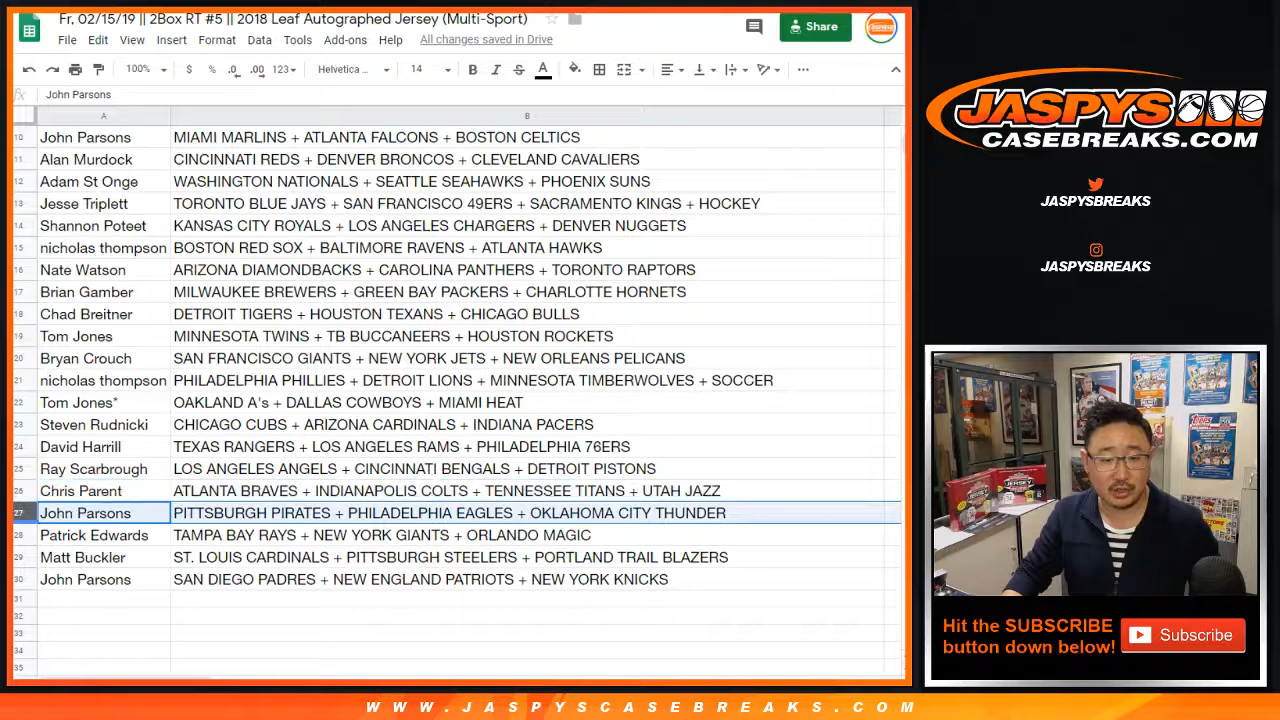 Fr, 02/15/19 || 2Box RT #5 || 2018 Leaf Autographed Jersey (Multi-Sport)
File Edit View Insert Format Data Tools Add-ons Help All changes saved in Drive
Share
100% $ % .0 .00 123 Helvetica ... 14 B I S A
fx John Parsons
A B
10 John Parsons MIAMI MARLINS + ATLANTA FALCONS + BOSTON CELTICS
11 Alan Murdock CINCINNATI REDS + DENVER BRONCOS + CLEVELAND CAVALIERS
12 Adam St Onge WASHINGTON NATIONALS + SEATTLE SEAHAWKS + PHOENIX SUNS
13 Jesse Triplett TORONTO BLUE JAYS + SAN FRANCISCO 49ERS + SACRAMENTO KINGS + HOCKEY
14 Shannon Poteet KANSAS CITY ROYALS + LOS ANGELES CHARGERS + DENVER NUGGETS
15 nicholas thompson BOSTON RED SOX + BALTIMORE RAVENS + ATLANTA HAWKS
16 Nate Watson ARIZONA DIAMONDBACKS + CAROLINA PANTHERS + TORONTO RAPTORS
17 Brian Gamber MILWAUKEE BREWERS + GREEN BAY PACKERS + CHARLOTTE HORNETS
18 Chad Breitner DETROIT TIGERS + HOUSTON TEXANS + CHICAGO BULLS
19 Tom Jones MINNESOTA TWINS + TB BUCCANEERS + HOUSTON ROCKETS
20 Bryan Crouch SAN FRANCISCO GIANTS + NEW YORK JETS + NEW ORLEANS PELICANS
21 nicholas thompson PHILADELPHIA PHILLIES + DETROIT LIONS + MINNESOTA TIMBERWOLVES + SOCCER
22 Tom Jones* OAKLAND A's + DALLAS COWBOYS + MIAMI HEAT
23 Steven Rudnicki CHICAGO CUBS + ARIZONA CARDINALS + INDIANA PACERS
24 David Harrill TEXAS RANGERS + LOS ANGELES RAMS + PHILADELPHIA 76ERS
25 Ray Scarbrough LOS ANGELES ANGELS + CINCINNATI BENGALS + DETROIT PISTONS
26 Chris Parent ATLANTA BRAVES + INDIANAPOLIS COLTS + TENNESSEE TITANS + UTAH JAZZ
27 John Parsons PITTSBURGH PIRATES + PHILADELPHIA EAGLES + OKLAHOMA CITY THUNDER
28 Patrick Edwards TAMPA BAY RAYS + NEW YORK GIANTS + ORLANDO MAGIC
29 Matt Buckler ST. LOUIS CARDINALS + PITTSBURGH STEELERS + PORTLAND TRAIL BLAZERS
30 John Parsons SAN DIEGO PADRES + NEW ENGLAND PATRIOTS + NEW YORK KNICKS
31
32
33
34
35
JASPYS
CASEBREAKS.COM
JASPYSBREAKS
JASPYSBREAKS
Hit the SUBSCRIBE
button down below!
Subscribe
WWW.JASPYSCASEBREAKS.COM